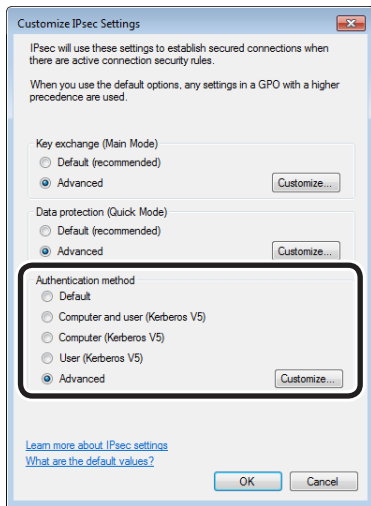 Customize IPsec Settings
IPsec will use these settings to establish secured connections when
there are active connection security rules.
When you use the default options, any settings in a GPO with a higher
precedence are used.
Key exchange (Main Mode)
Default (recommended)
Advanced
Customize...
Data protection (Quick Mode)
Default (recommended)
Advanced
Customize...
Authentication method
Default
Computer and user (Kerberos V5)
Computer (Kerberos V5)
User (Kerberos V5)
Advanced
Customize...
Learn more about IPsec settings
What are the default values?
OK
Cancel